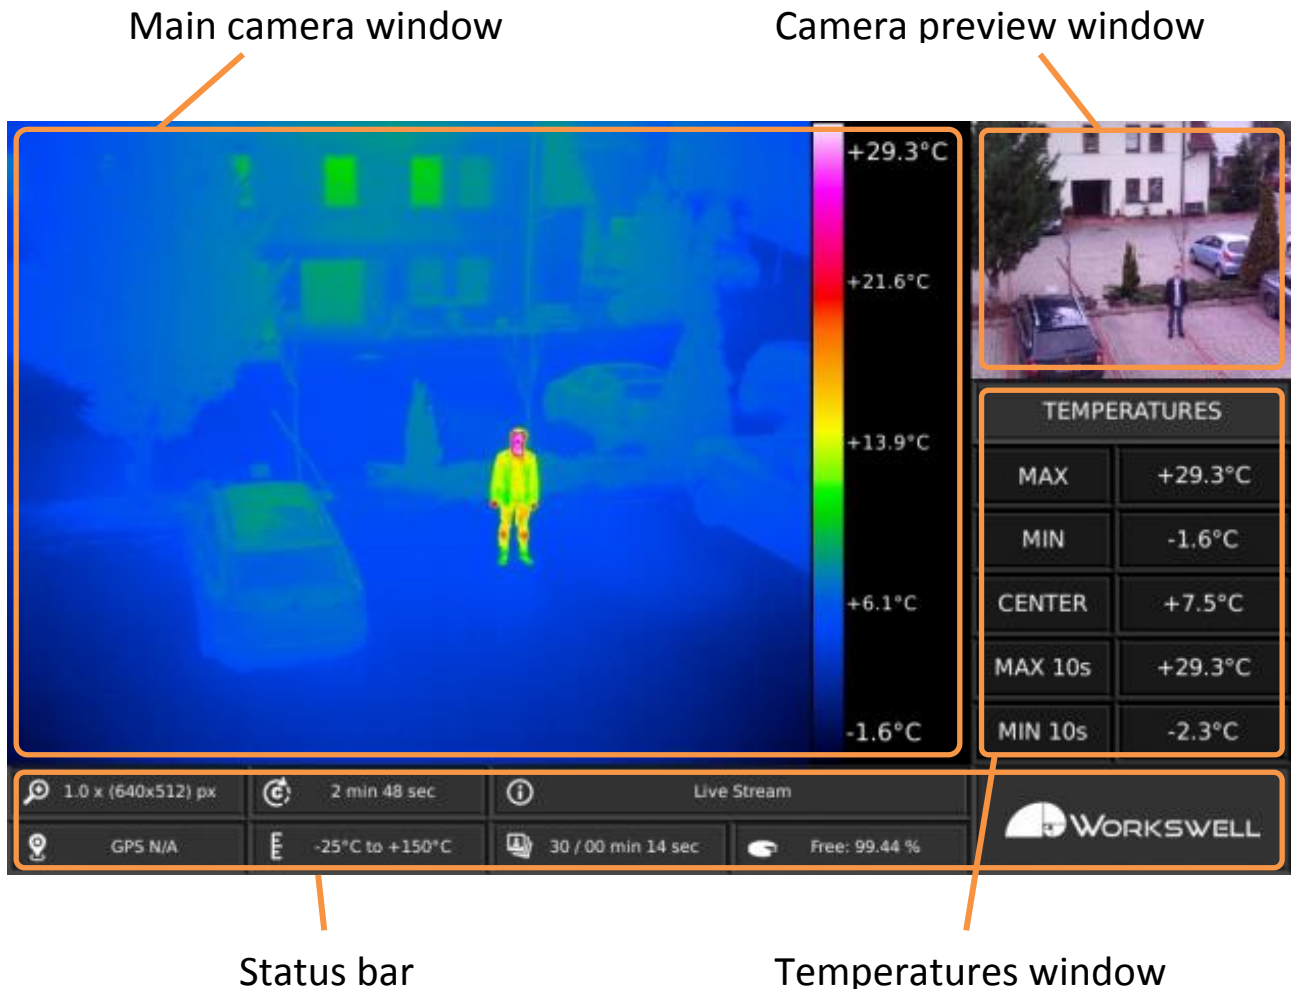 Main camera window
Camera preview window
+29.3°C
+21.6°C
+13.9°C
+6.1°C
-1.6°C
TEMPERATURES
MAX +29.3°C
MIN -1.6°C
CENTER +7.5°C
MAX 10s +29.3°C
MIN 10s -2.3°C
1.0 x (640x512) px
2 min 48 sec
Live Stream
GPS N/A
-25°C to +150°C
30 / 00 min 14 sec
Free: 99.44 %
WORKSWELL
Status bar
Temperatures window